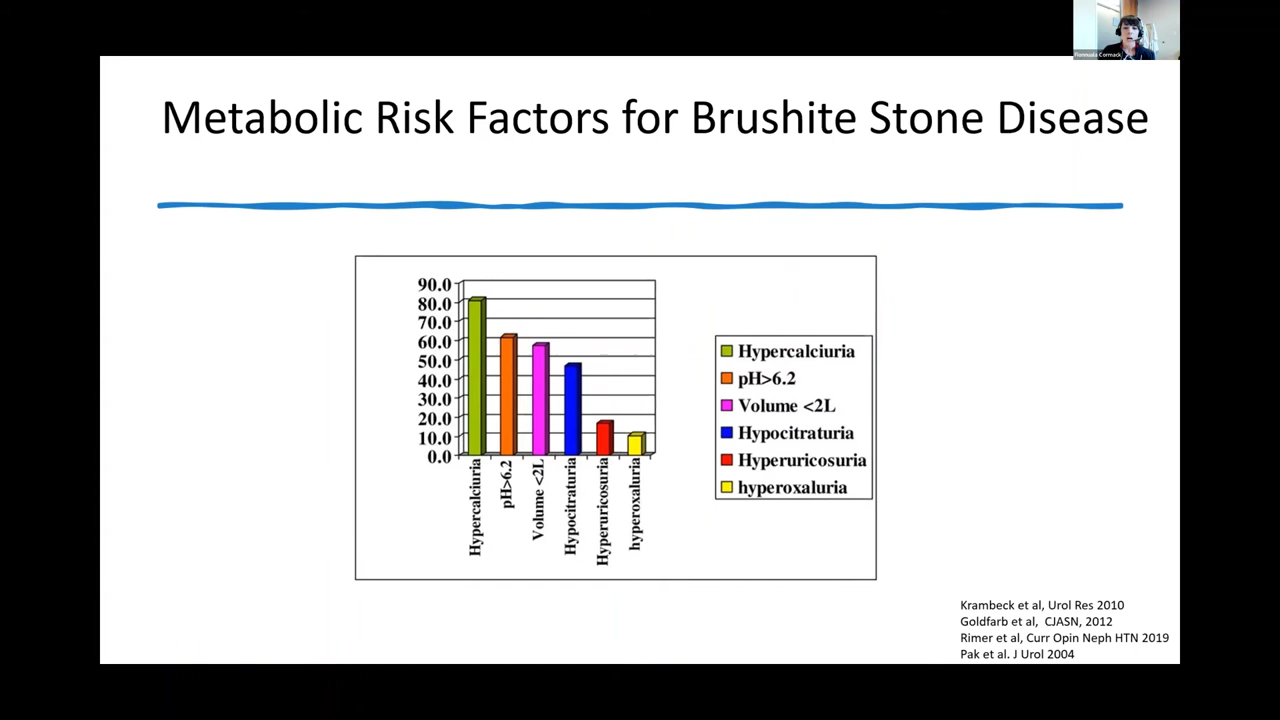 Fionnuala Cormack
Metabolic Risk Factors for Brushite Stone Disease
90.0
80.0
70.0
60.0
50.0
40.0
30.0
20.0
10.0
0.0
Hypercalciuria
pH>6.2
Volume <2L
Hypocitraturia
Hyperuricosuria
hyperoxaluria
Hypercalciuria
pH>6.2
Volume <2L
Hypocitraturia
Hyperuricosuria
hyperoxaluria
Krambeck et al, Urol Res 2010
Goldfarb et al,  CJASN, 2012
Rimer et al, Curr Opin Neph HTN 2019
Pak et al. J Urol 2004